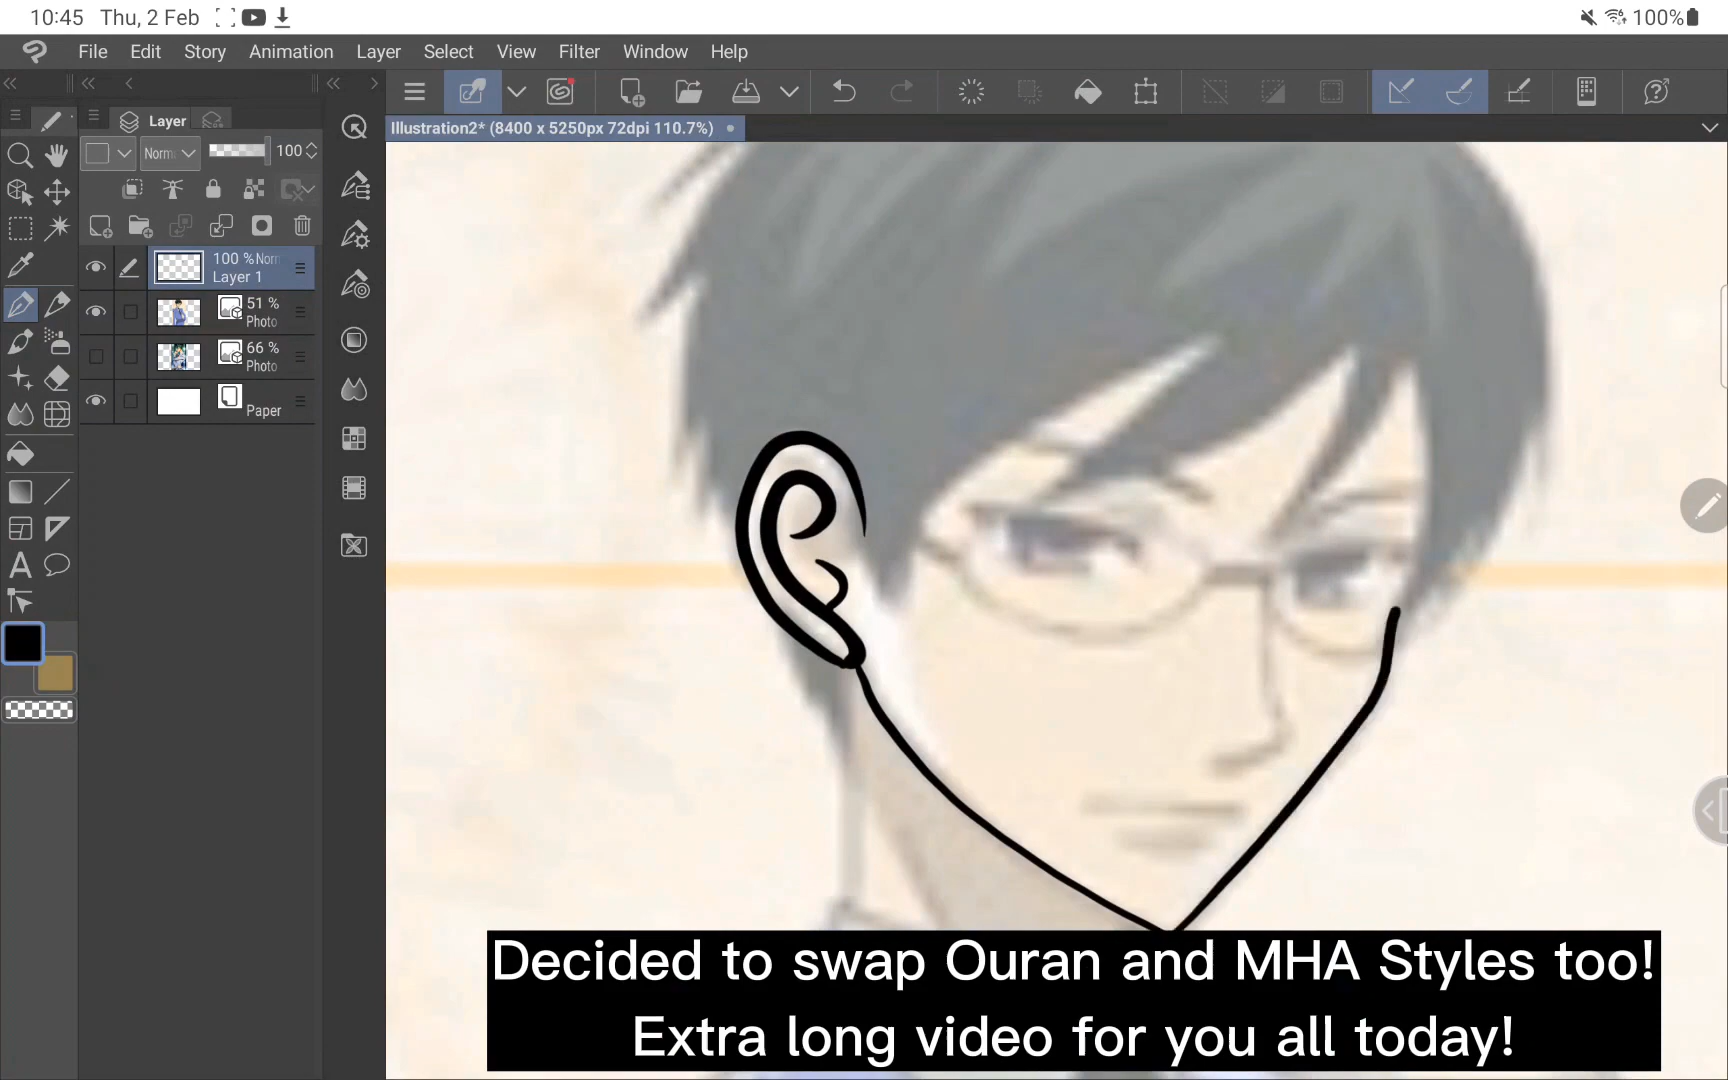 10:45 Thu, 2 Feb 100%
File Edit Story Animation Layer Select View Filter Window Help
Layer
Illustration2* (8400 x 5250px 72dpi 110.7%)
Norm 100
100 % Norm
Layer 1
51 %
Photo
66 %
Photo
Paper
Decided to swap Ouran and MHA Styles too!
Extra long video for you all today!